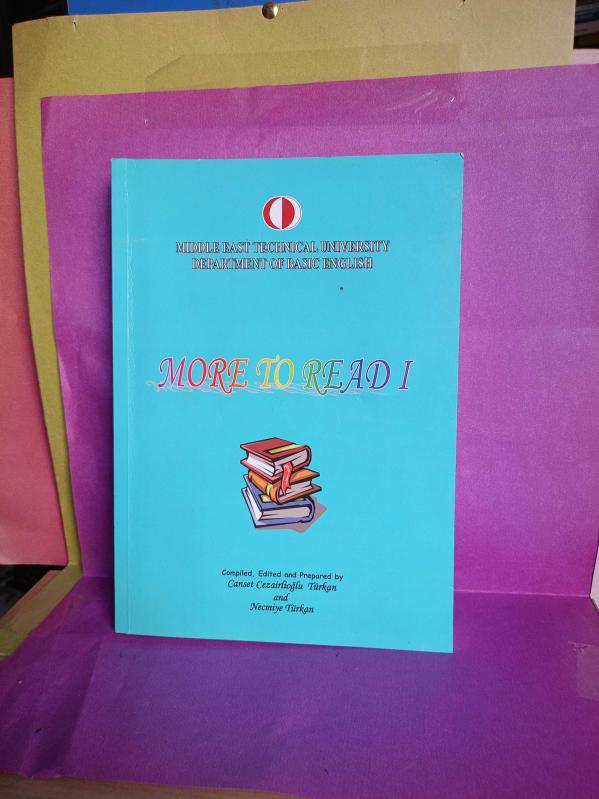 MIDDLE EAST TECHNICAL UNIVERSITY
DEPARTMENT OF BASIC ENGLISH
MORE TO READ I
Compiled, Edited and Prepared by
Canset Cezairlioğlu Türkan
and
Necmiye Türkan